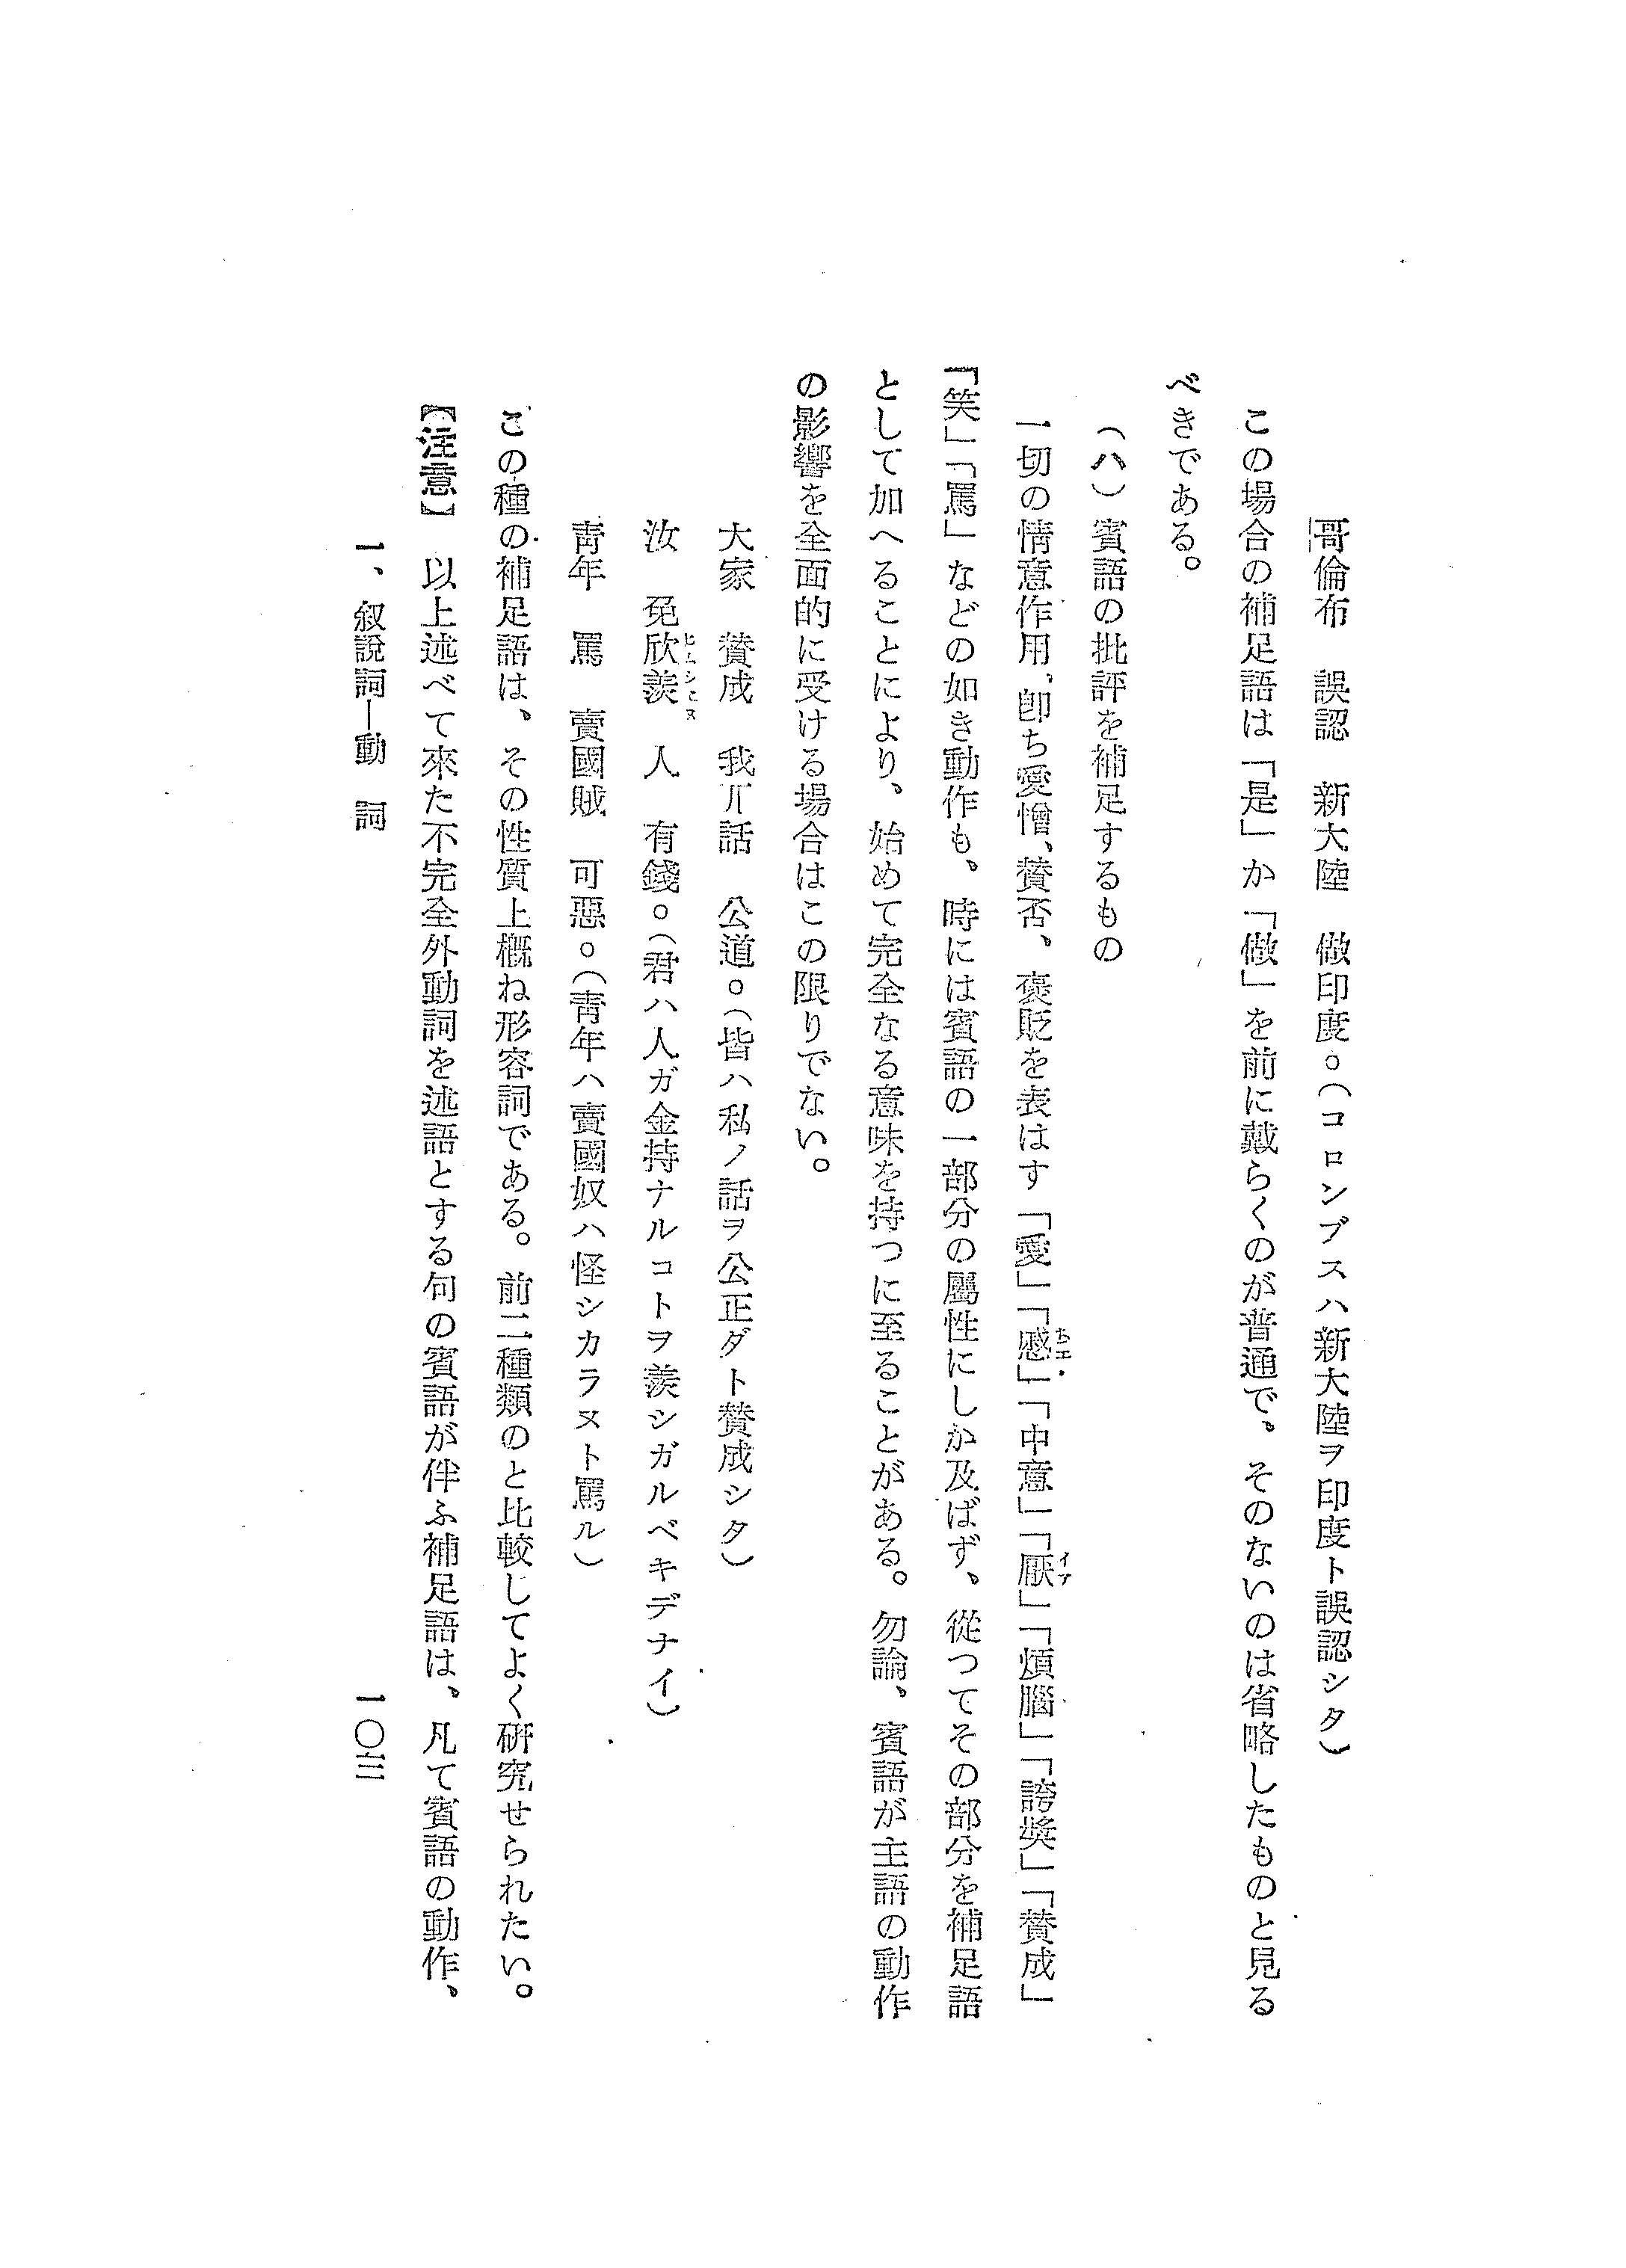 哥倫布　誤認　新大陸　做印度。（コロンブスハ新大陸ヲ印度ト誤認シタ）
この場合の補足語は「是」か「做」を前に戴らくのが普通で、そのないのは省略したものと見る
べきである。
（ハ）賓語の批評を補足するもの
一切の情意作用、卽ち愛憎、贊否、褒貶を表はす「愛」「慼」「中意」「厭」「煩腦」「誇奬」「贊成」
「笑」「罵」などの如き動作も、時には賓語の一部分の屬性にしか及ばず、從つてその部分を補足語
として加へることにより、始めて完全なる意味を持つに至ることがある。勿論、賓語が主語の動作
の影響を全面的に受ける場合はこの限りでない。
大家　贊成　我丌話　公道。（皆ハ私ノ話ヲ公正ダト贊成シタ）
汝　免欣羨　人　有錢。（君ハ人ガ金持ナルコトヲ羨シガルベキデナイ）
靑年　罵　賣國賊　可惡。（靑年ハ賣國奴ハ怪シカラヌト罵ル）
この種の補足語は、その性質上槪ね形容詞である。前二種類のと比較してよく硏究せられたい。
【注意】　以上述べて來た不完全外動詞を述語とする句の賓語が伴ふ補足語は、凡て賓語の動作、
一、叙說詞―動　詞
一〇三